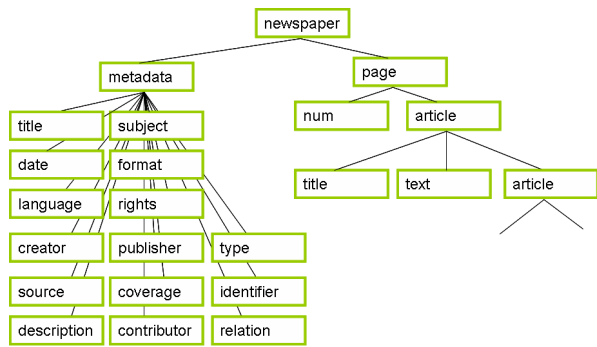 newspaper
metadata
page
title
subject
num
article
date
format
title
text
article
language
rights
creator
publisher
type
source
coverage
identifier
description
contributor
relation